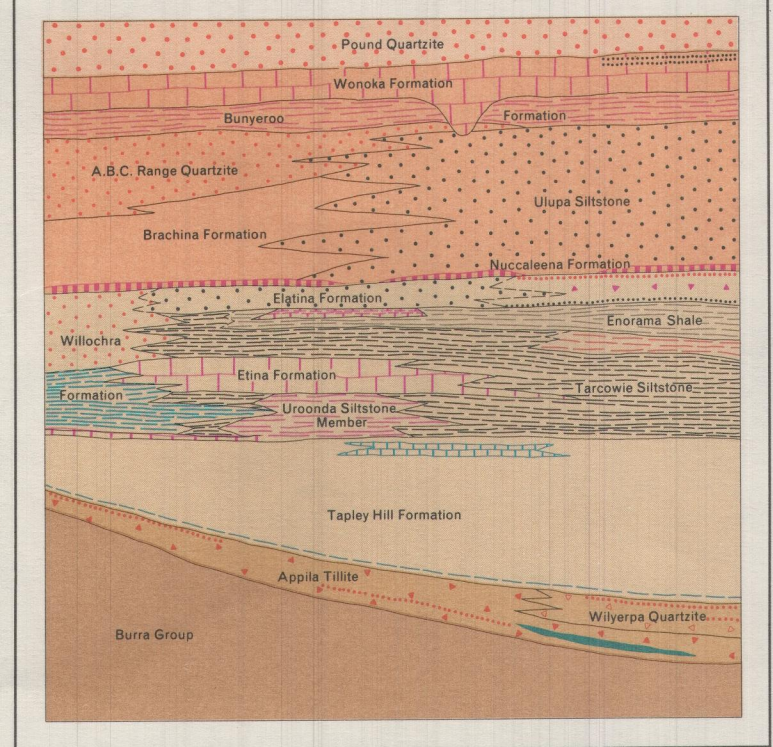 Pound Quartzite
Wonoka Formation
Bunyeroo Formation
A.B.C. Range Quartzite
Ulupa Siltstone
Brachina Formation
Nuccaleena Formation
Elatina Formation
Enorama Shale
Willochra
Etina Formation
Tarcowie Siltstone
Formation
Uroonda Siltstone
Member
Tapley Hill Formation
Appila Tillite
Wilyerpa Quartzite
Burra Group